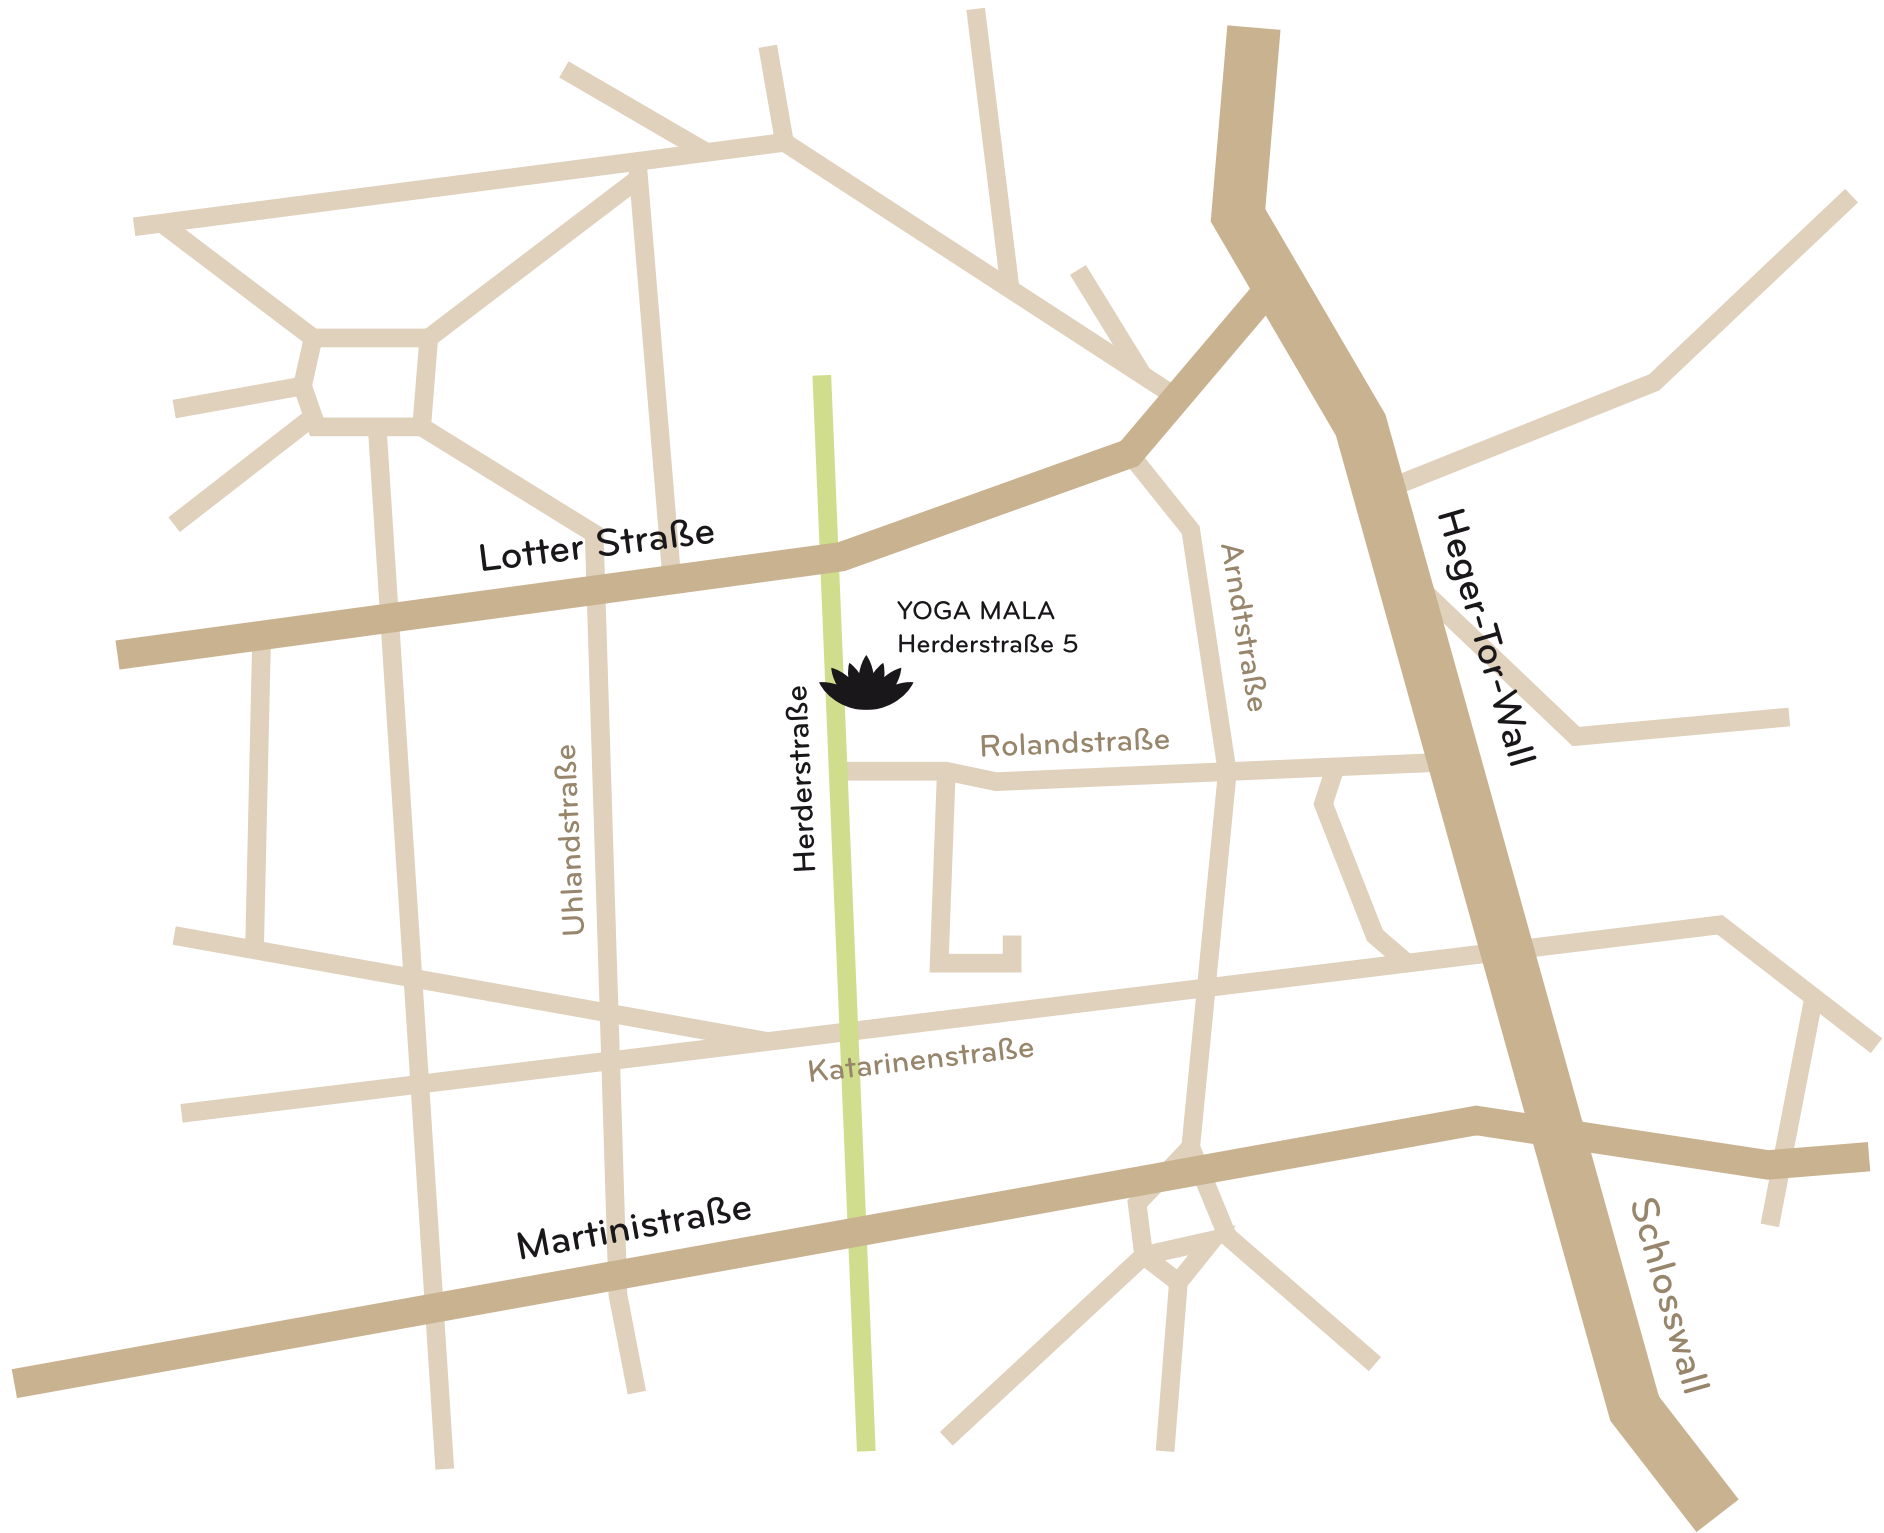 Lotter Straße
Heger-Tor-Wall
Arndtstraße
YOGA MALA
Herderstraße 5
Herderstraße
Rolandstraße
Uhlandstraße
Katarinenstraße
Martinistraße
Schlosswall